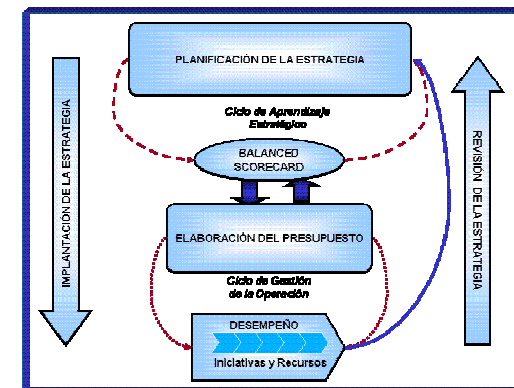 PLANIFICACIÓN DE LA ESTRATEGIA
Ciclo de Aprendizaje
Estratégico
BALANCED
SCORECARD
ELABORACIÓN DEL PRESUPUESTO
Ciclo de Gestión
de la Operación
DESEMPEÑO
Iniciativas y Recursos
IMPLANTACIÓN DE LA ESTRATEGIA
REVISIÓN DE LA ESTRATEGIA